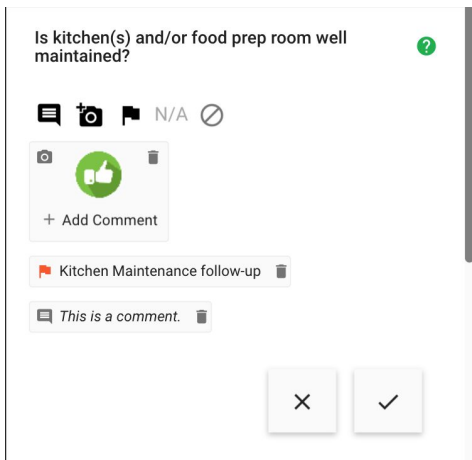 Is kitchen(s) and/or food prep room well
maintained?
?
N/A
+ Add Comment
Kitchen Maintenance follow-up
This is a comment.